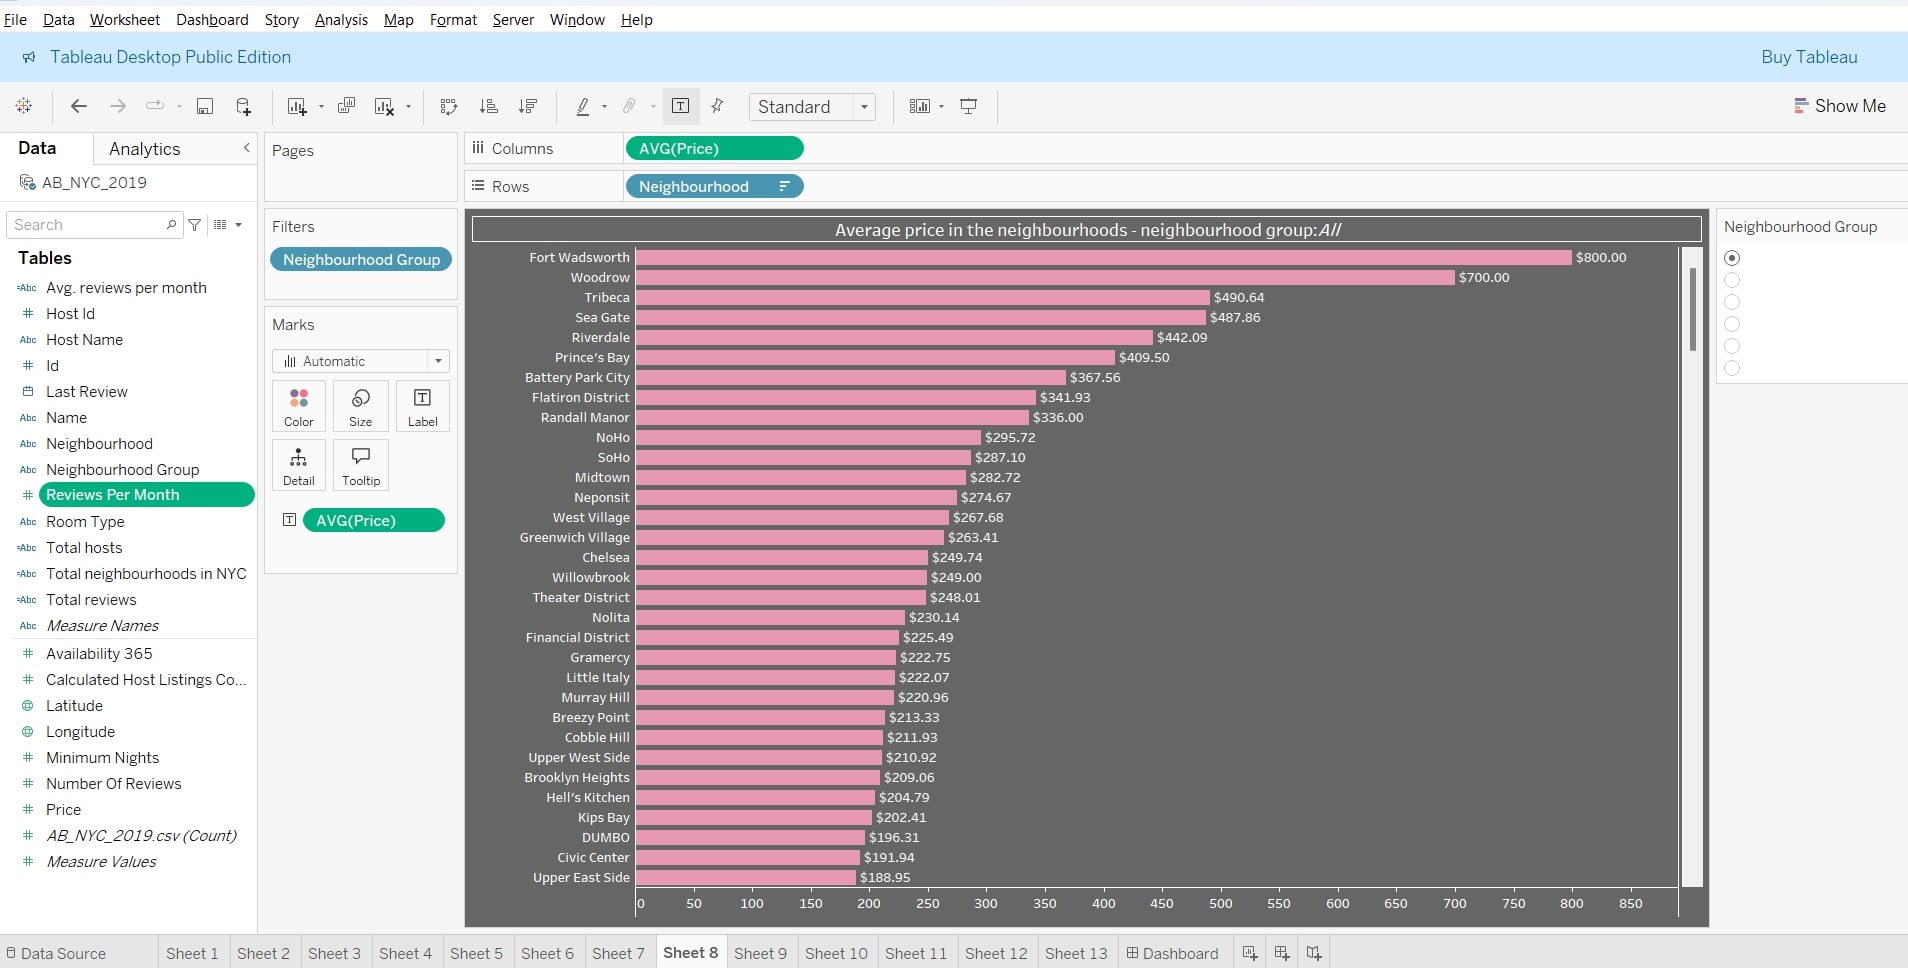 File Data Worksheet Dashboard Story Analysis Map Format Server Window Help
Tableau Desktop Public Edition
Buy Tableau
Standard
Show Me
Data
Analytics
AB_NYC_2019
Search
Tables
Abc Avg. reviews per month
Host Id
Abc Host Name
Id
Last Review
Abc Name
Abc Neighbourhood
Abc Neighbourhood Group
Reviews Per Month
Abc Room Type
Abc Total hosts
Abc Total neighbourhoods in NYC
Abc Total reviews
Abc Measure Names
Availability 365
Calculated Host Listings Co...
Latitude
Longitude
Minimum Nights
Number Of Reviews
Price
AB_NYC_2019.csv (Count)
Measure Values
Pages
Filters
Neighbourhood Group
Marks
Automatic
Color Size Label
Detail Tooltip
AVG(Price)
Columns AVG(Price)
Rows Neighbourhood
Average price in the neighbourhoods - neighbourhood group:All
Fort Wadsworth $800.00
Woodrow $700.00
Tribeca $490.64
Sea Gate $487.86
Riverdale $442.09
Prince's Bay $409.50
Battery Park City $367.56
Flatiron District $341.93
Randall Manor $336.00
NoHo $295.72
SoHo $287.10
Midtown $282.72
Neponsit $274.67
West Village $267.68
Greenwich Village $263.41
Chelsea $249.74
Willowbrook $249.00
Theater District $248.01
Nolita $230.14
Financial District $225.49
Gramercy $222.75
Little Italy $222.07
Murray Hill $220.96
Breezy Point $213.33
Cobble Hill $211.93
Upper West Side $210.92
Brooklyn Heights $209.06
Hell's Kitchen $204.79
Kips Bay $202.41
DUMBO $196.31
Civic Center $191.94
Upper East Side $188.95
0 50 100 150 200 250 300 350 400 450 500 550 600 650 700 750 800 850
Neighbourhood Group
Data Source Sheet 1 Sheet 2 Sheet 3 Sheet 4 Sheet 5 Sheet 6 Sheet 7 Sheet 8 Sheet 9 Sheet 10 Sheet 11 Sheet 12 Sheet 13 Dashboard